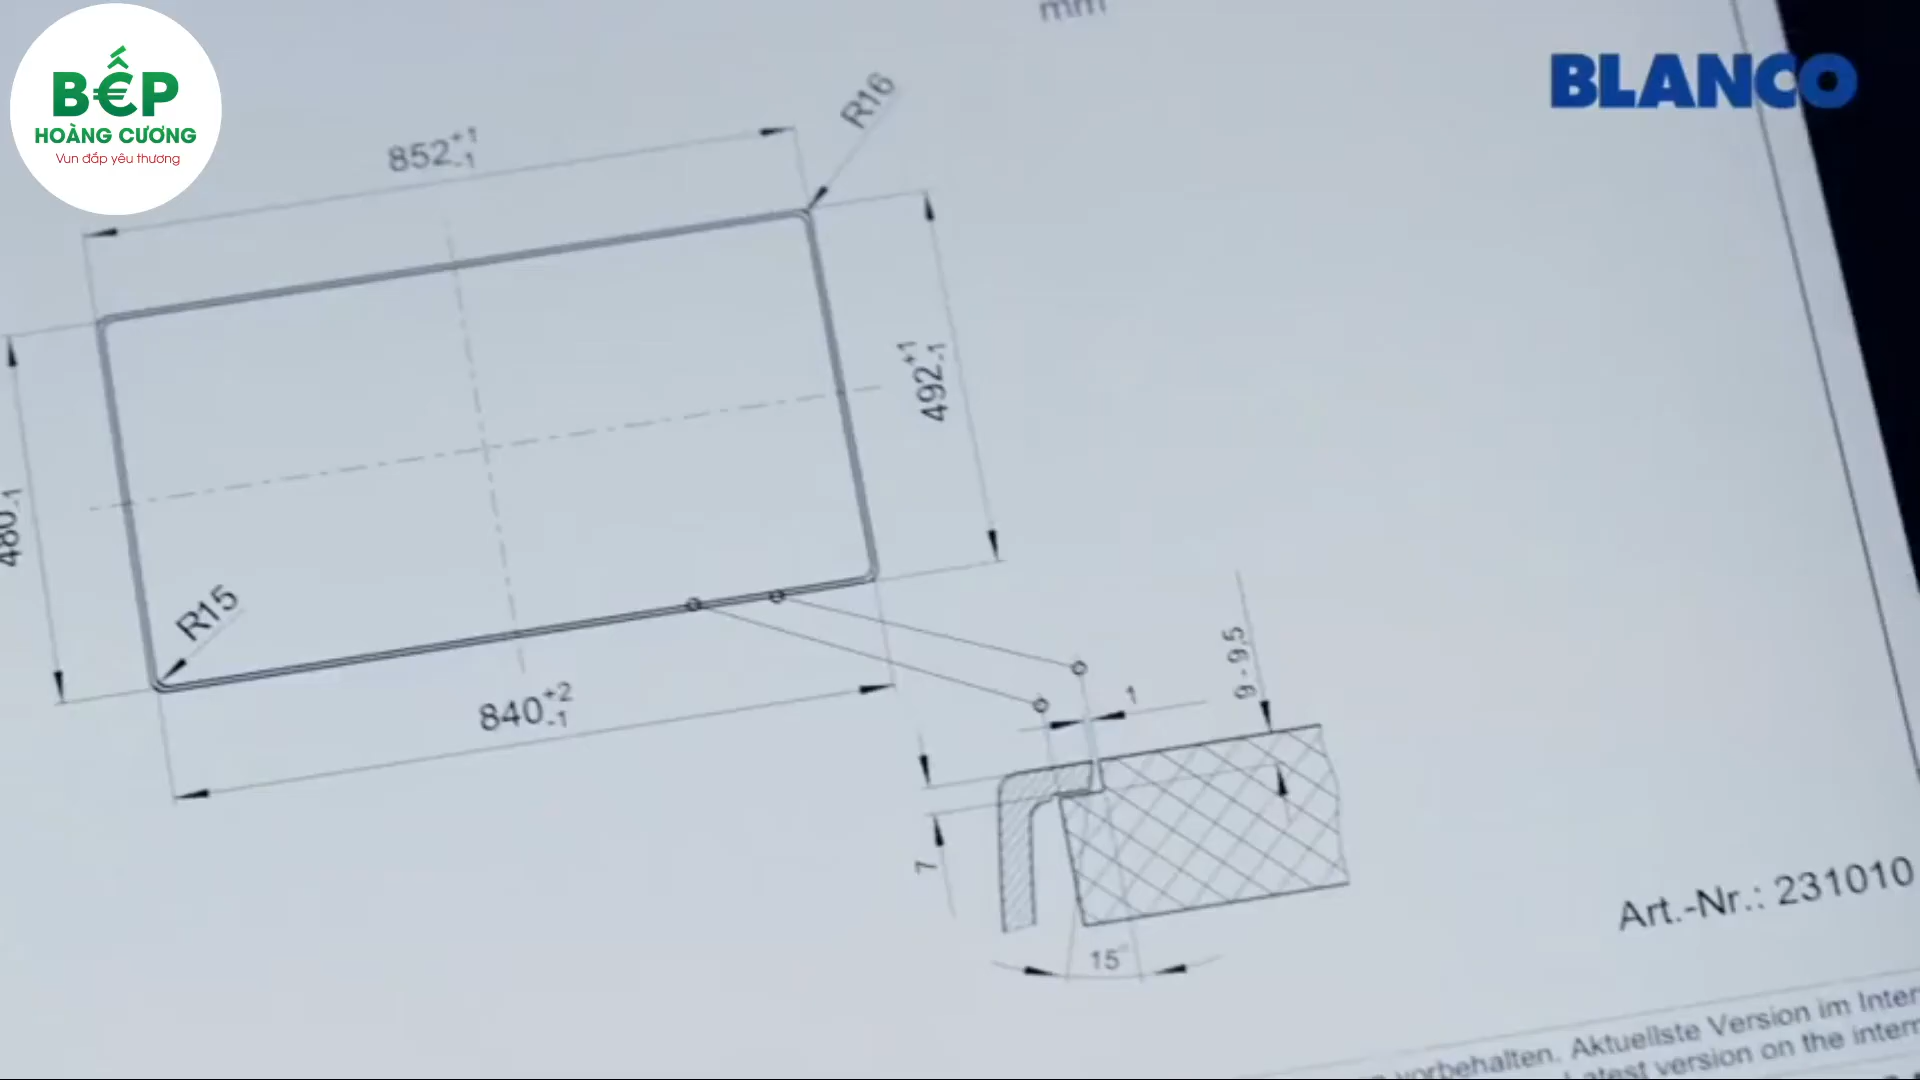 mm
BLANCO
BẾP
HOÀNG CƯƠNG
Vun đắp yêu thương
852 +1 -1
R16
492 +1 -1
480 -1
R15
840 +2 -1
1
9 - 9,5
7
15°
Art.-Nr.: 231010
vorbehalten. Aktuellste Version im Inter
Latest version on the intern